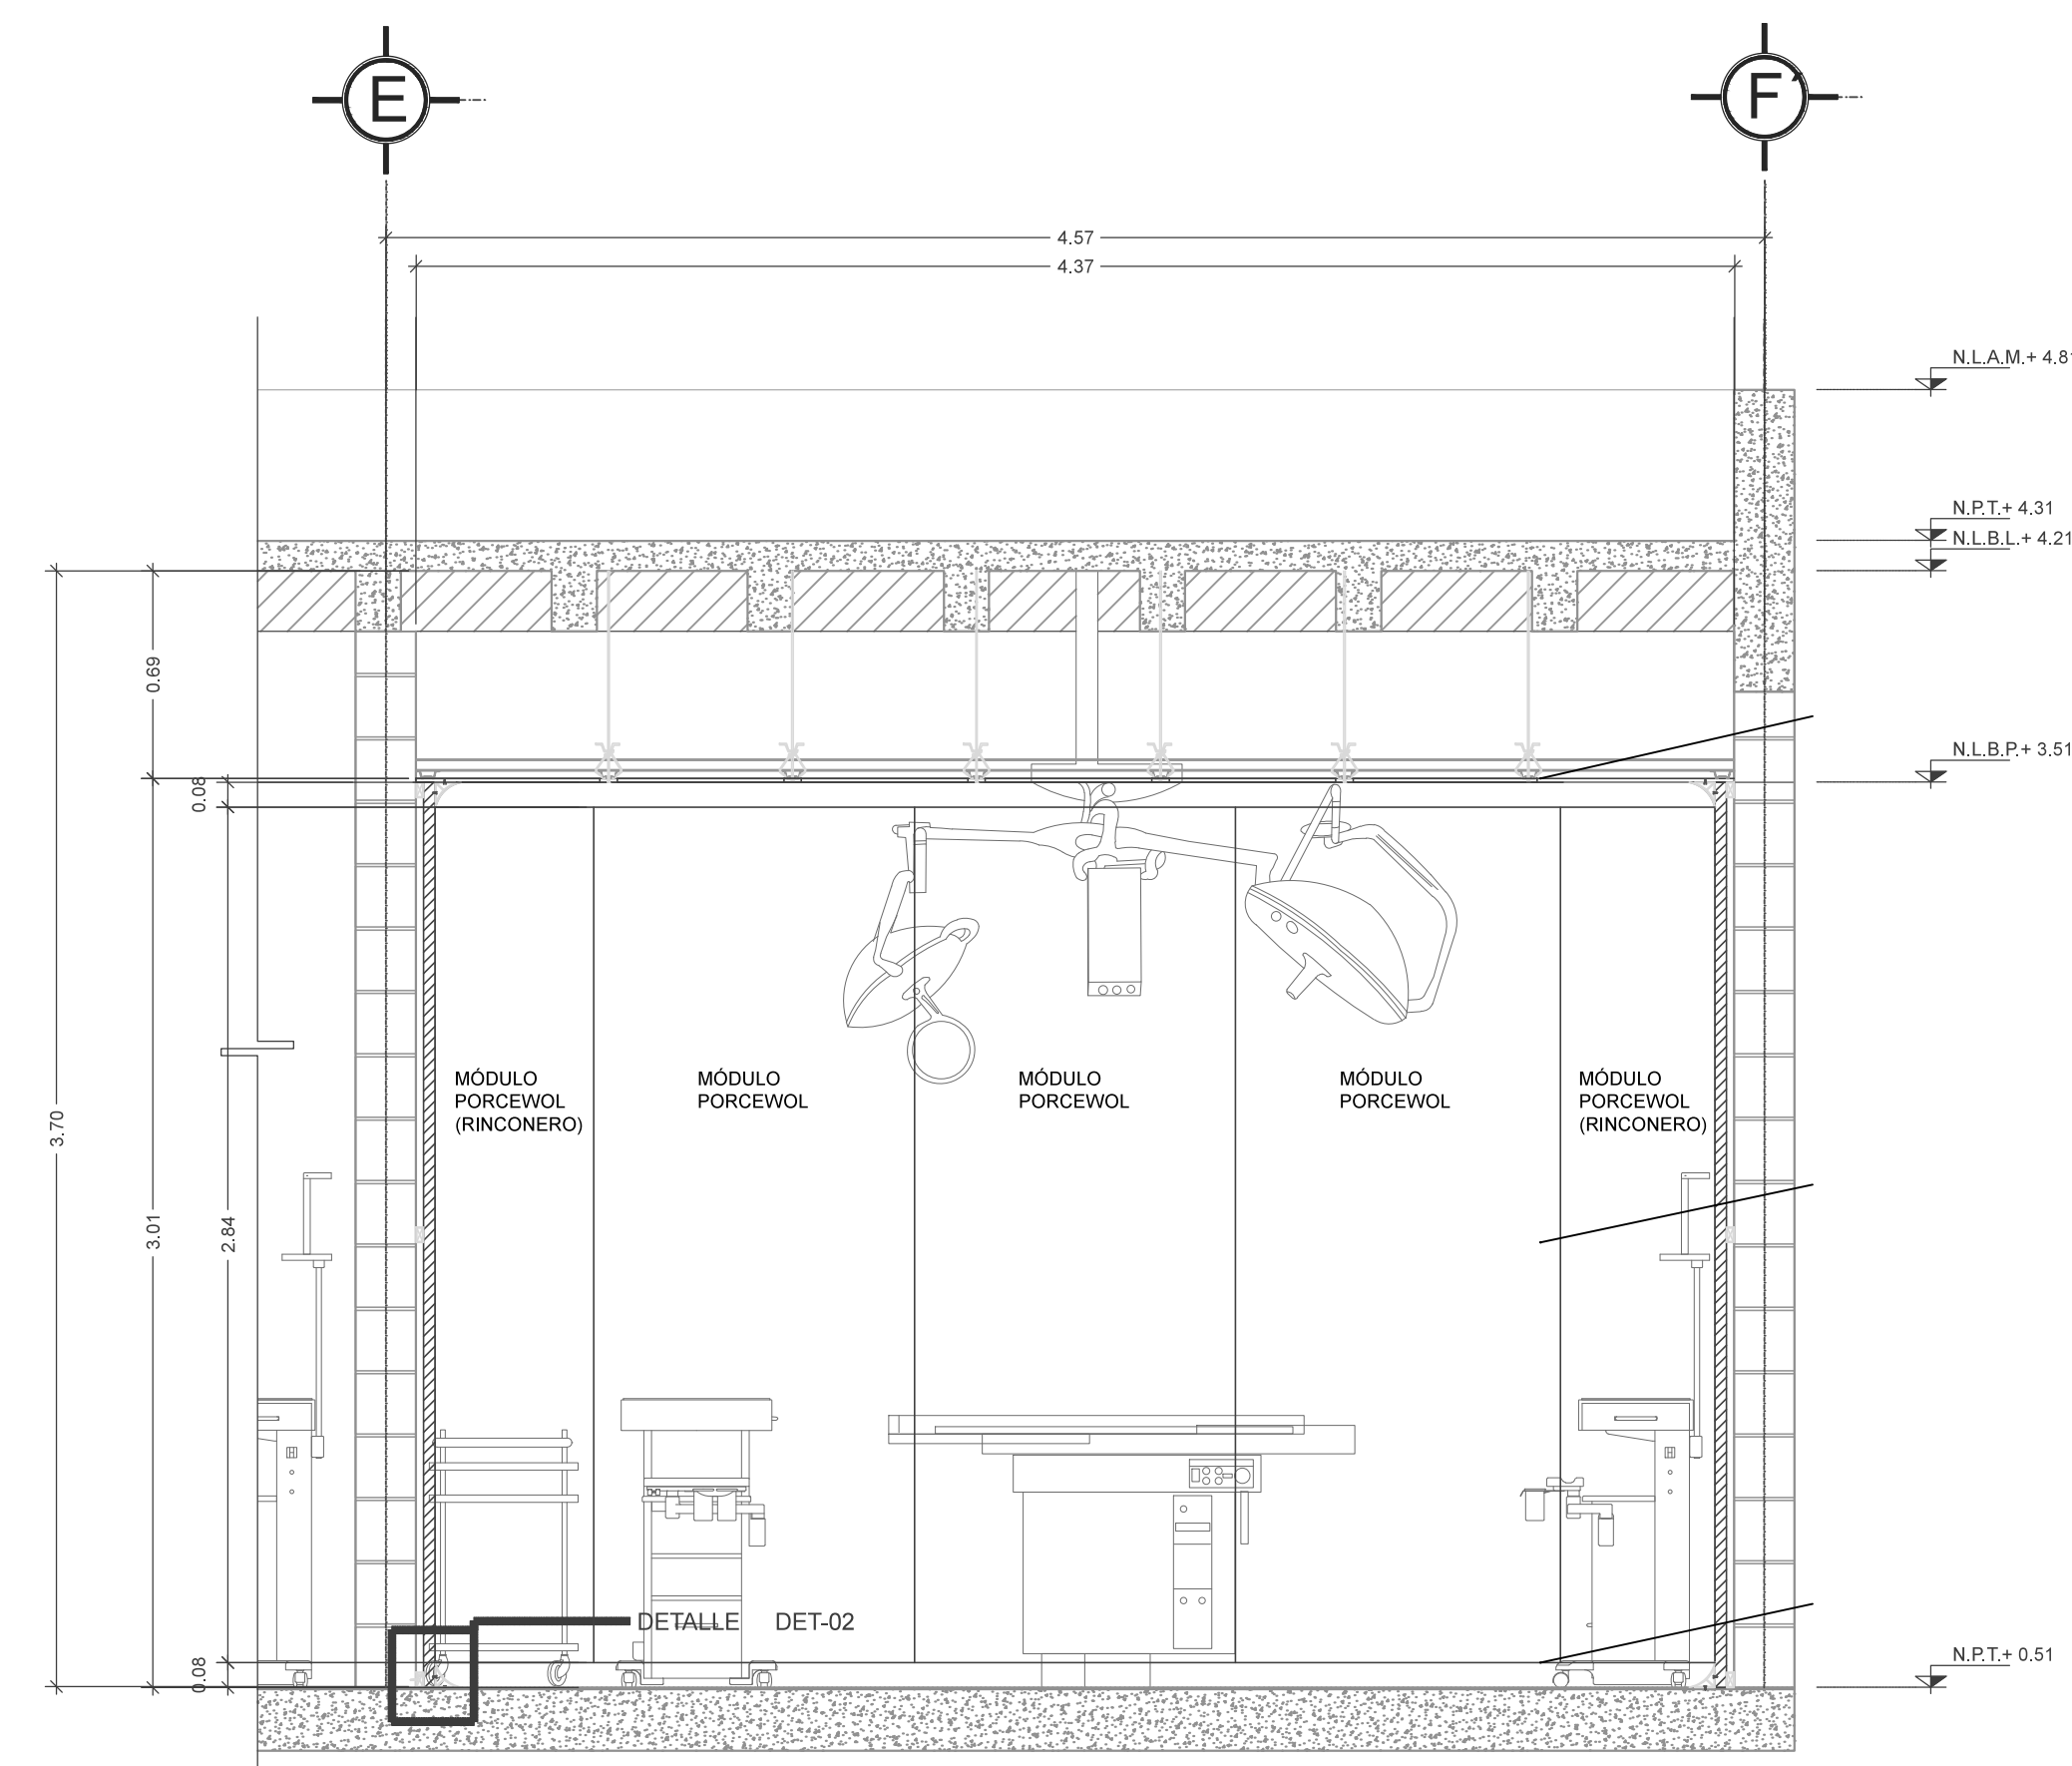 E
F'
4.57
4.37
N.L.A.M.+ 4.81
N.P.T.+ 4.31
N.L.B.L.+ 4.21
0.69
N.L.B.P.+ 3.51
0.08
3.70
3.01
2.84
MÓDULO
PORCEWOL
(RINCONERO)
MÓDULO
PORCEWOL
MÓDULO
PORCEWOL
MÓDULO
PORCEWOL
MÓDULO
PORCEWOL
(RINCONERO)
DETALLE DET-02
0.08
N.P.T.+ 0.51